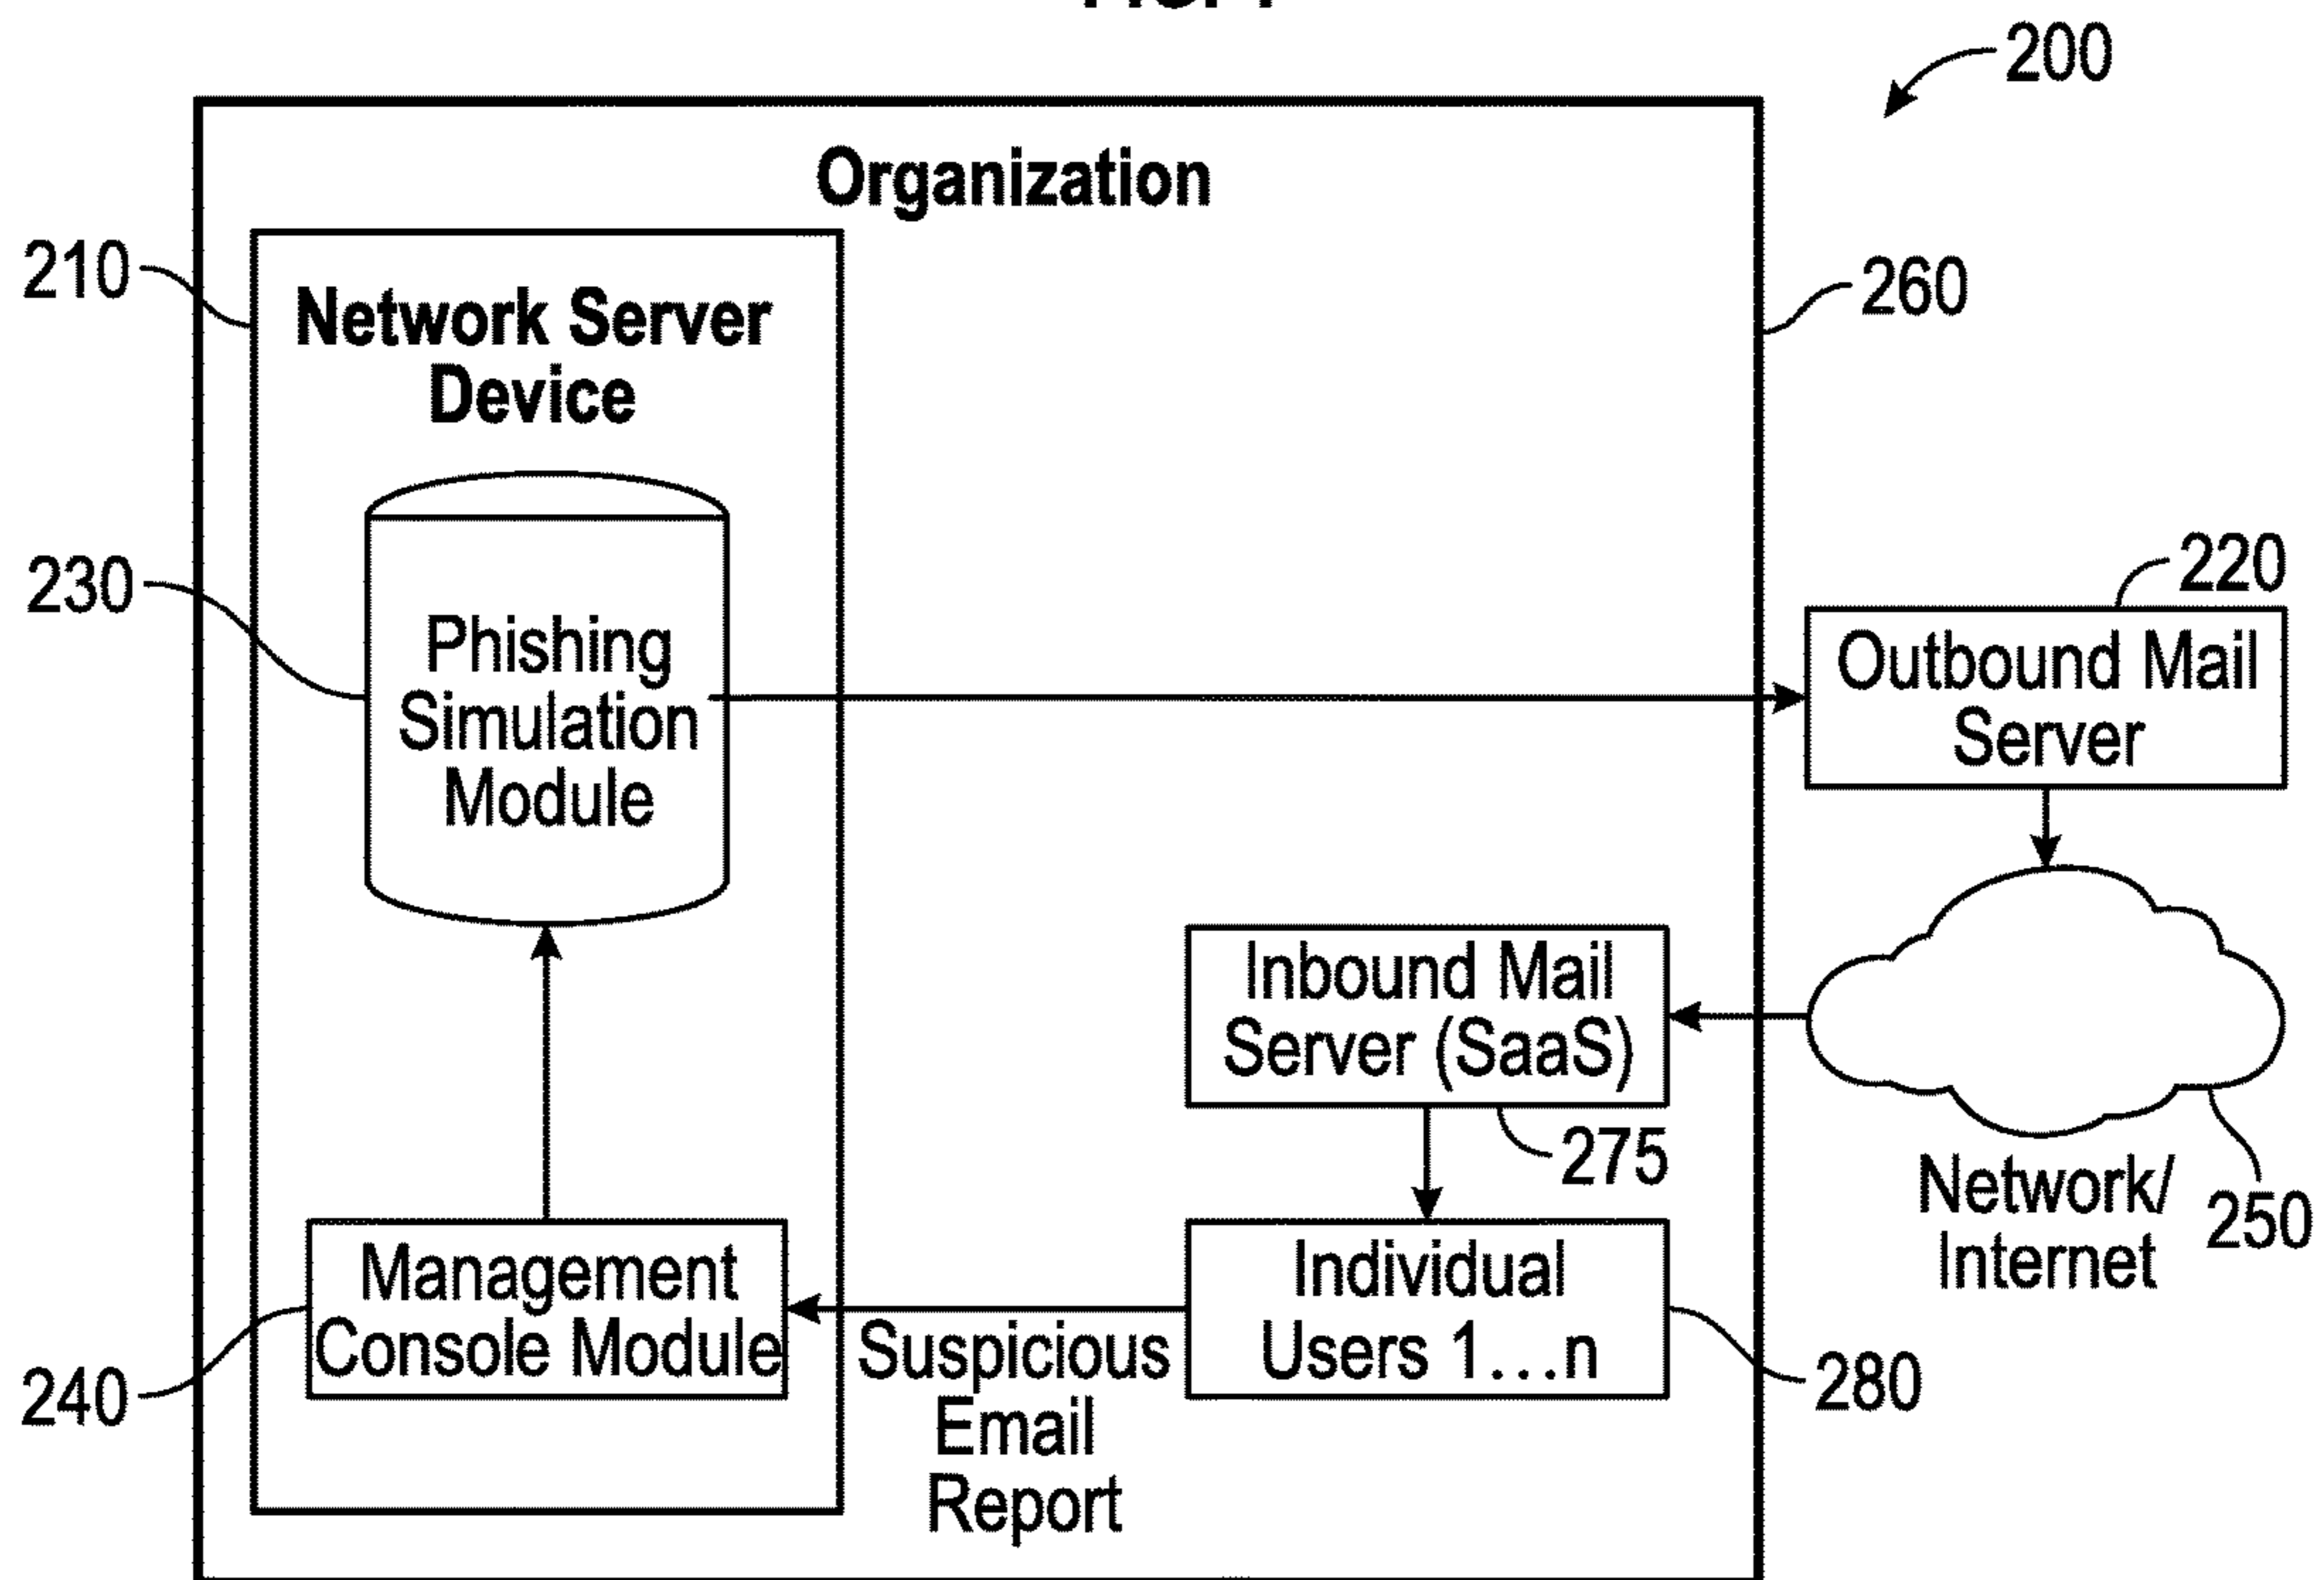 200
Organization
210
260
Network Server
Device
230
220
Phishing
Simulation
Module
Outbound Mail
Server
Inbound Mail
Server (SaaS)
275
Network/
Internet
250
Management
Console Module
240
Suspicious
Email
Report
Individual
Users 1...n
280